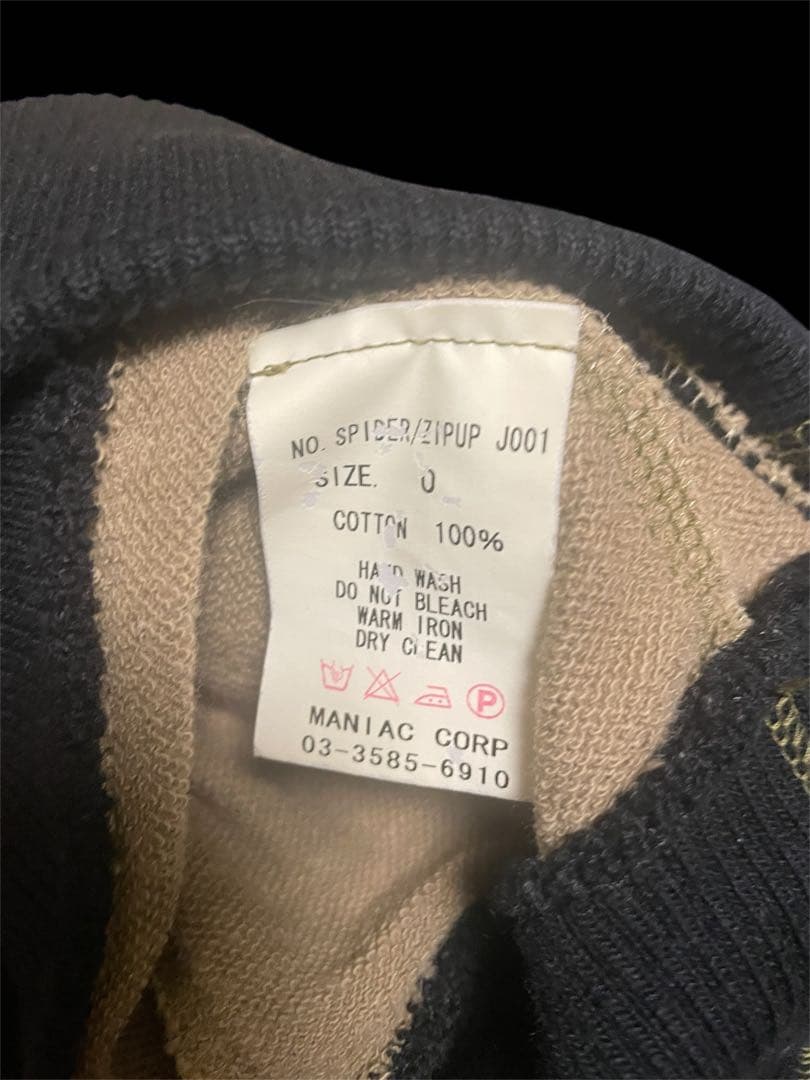 NO. SPIDER/ZIPUP J001
SIZE. 0
COTTON 100%
HAND WASH
DO NOT BLEACH
WARM IRON
DRY CLEAN
P
MANIAC CORP
03-3585-6910